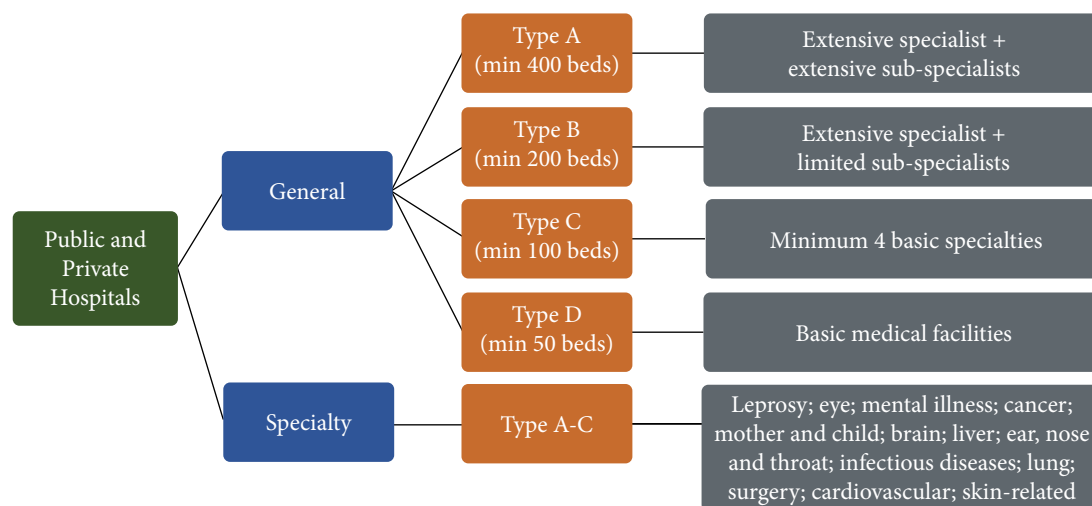 Public and
Private
Hospitals
General
Specialty
Type A
(min 400 beds)
Extensive specialist +
extensive sub-specialists
Type B
(min 200 beds)
Extensive specialist +
limited sub-specialists
Type C
(min 100 beds)
Minimum 4 basic specialties
Type D
(min 50 beds)
Basic medical facilities
Type A-C
Leprosy; eye; mental illness; cancer;
mother and child; brain; liver; ear, nose
and throat; infectious diseases; lung;
surgery; cardiovascular; skin-related